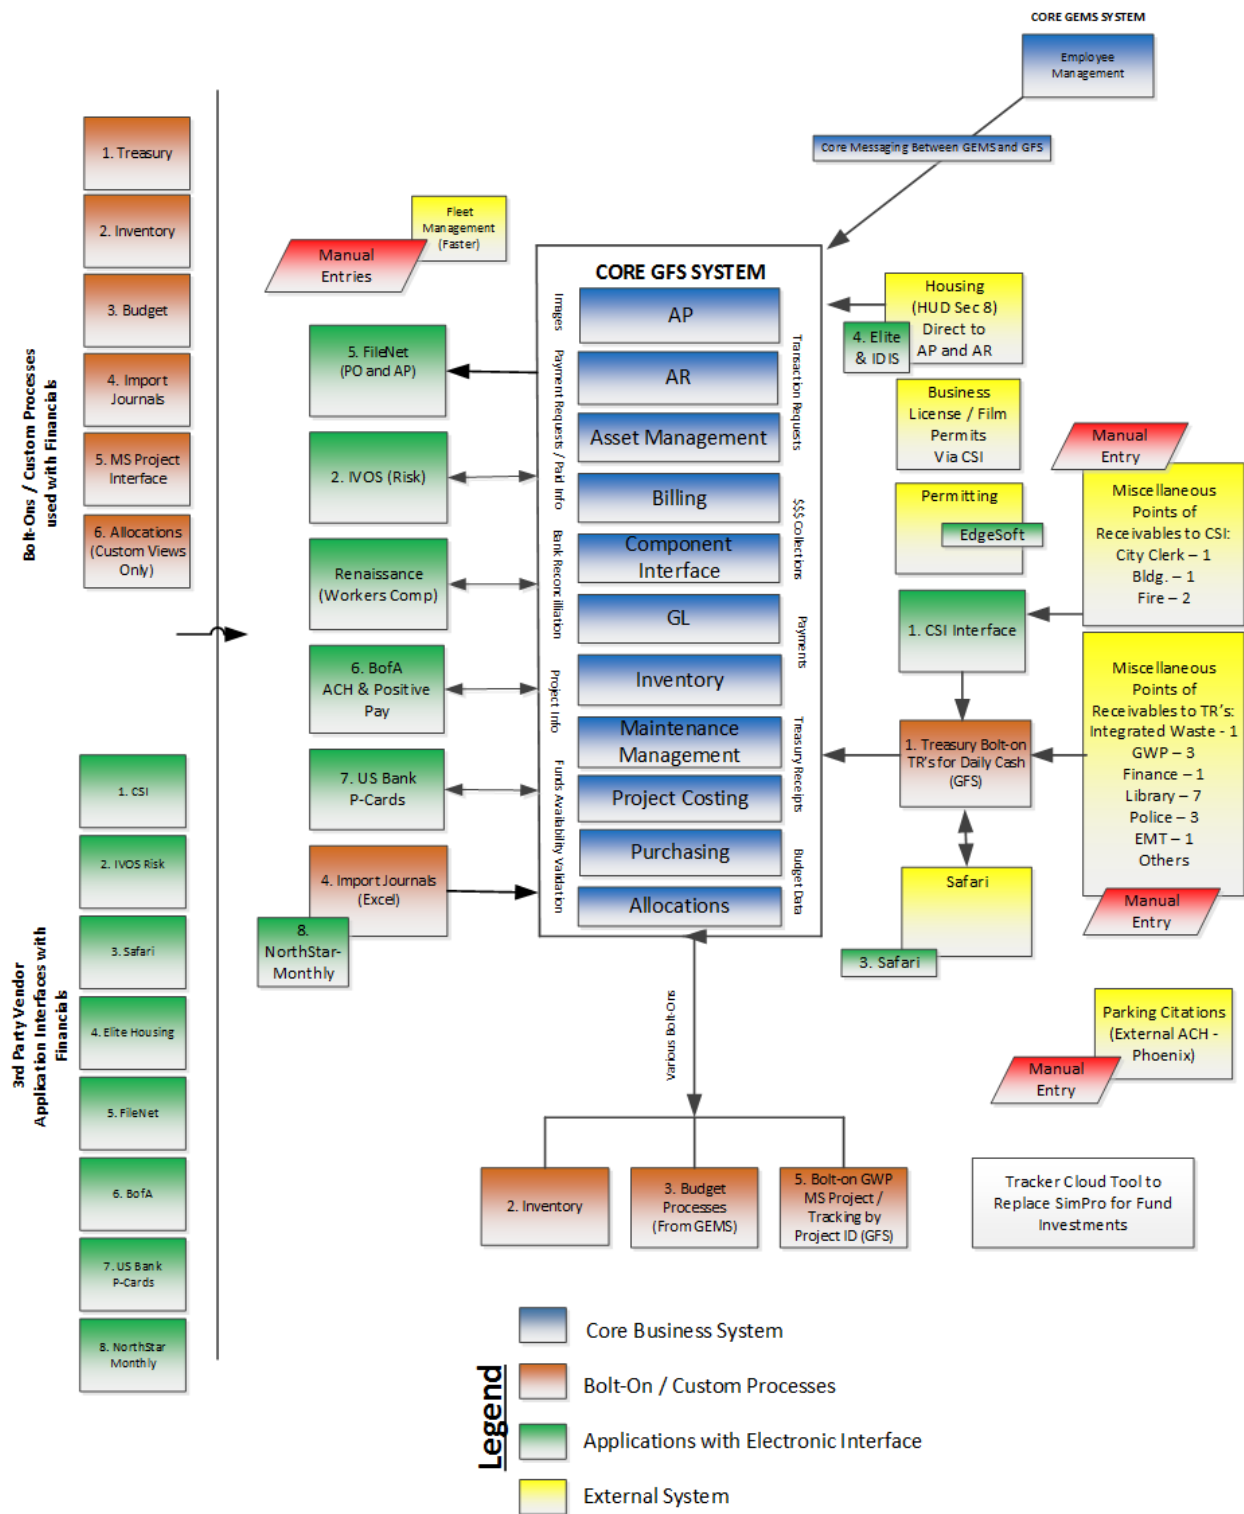 CORE GEMS SYSTEM
Employee
Management
Core Messaging Between GEMS and GFS
Bolt-Ons / Custom Processes
used with Financials
1. Treasury
2. Inventory
3. Budget
4. Import
Journals
5. MS Project
Interface
6. Allocations
(Custom Views
Only)
3rd Party Vendor
Application Interfaces with
Financials
1. CSI
2. IVOS Risk
3. Safari
4. Elite Housing
5. FileNet
6. BofA
7. US Bank
P-Cards
8. NorthStar
Monthly
Fleet
Management
(Faster)
Manual
Entries
5. FileNet
(PO and AP)
2. IVOS (Risk)
Renaissance
(Workers Comp)
6. BofA
ACH & Positive
Pay
7. US Bank
P-Cards
4. Import Journals
(Excel)
8.
NorthStar-
Monthly
CORE GFS SYSTEM
Images
Payment Requests / Paid Info
Bank Reconcilliation
Project Info
Funds Availability Validation
AP
AR
Asset Management
Billing
Component
Interface
GL
Inventory
Maintenance
Management
Project Costing
Purchasing
Allocations
Transaction Requests
$$$ Collections
Payments
Treasury Receipts
Budget Data
Housing
(HUD Sec 8)
Direct to
AP and AR
4. Elite
& IDIS
Business
License / Film
Permits
Via CSI
Permitting
EdgeSoft
1. CSI Interface
1. Treasury Bolt-on
TR's for Daily Cash
(GFS)
Safari
3. Safari
Manual
Entry
Miscellaneous
Points of
Receivables to CSI:
City Clerk – 1
Bldg. – 1
Fire – 2
Miscellaneous
Points of
Receivables to TR's:
Integrated Waste - 1
GWP – 3
Finance – 1
Library – 7
Police – 3
EMT – 1
Others
Manual
Entry
Parking Citations
(External ACH -
Phoenix)
Manual
Entry
Various Bolt-Ons
2. Inventory
3. Budget
Processes
(From GEMS)
5. Bolt-on GWP
MS Project /
Tracking by
Project ID (GFS)
Tracker Cloud Tool to
Replace SimPro for Fund
Investments
Legend
Core Business System
Bolt-On / Custom Processes
Applications with Electronic Interface
External System